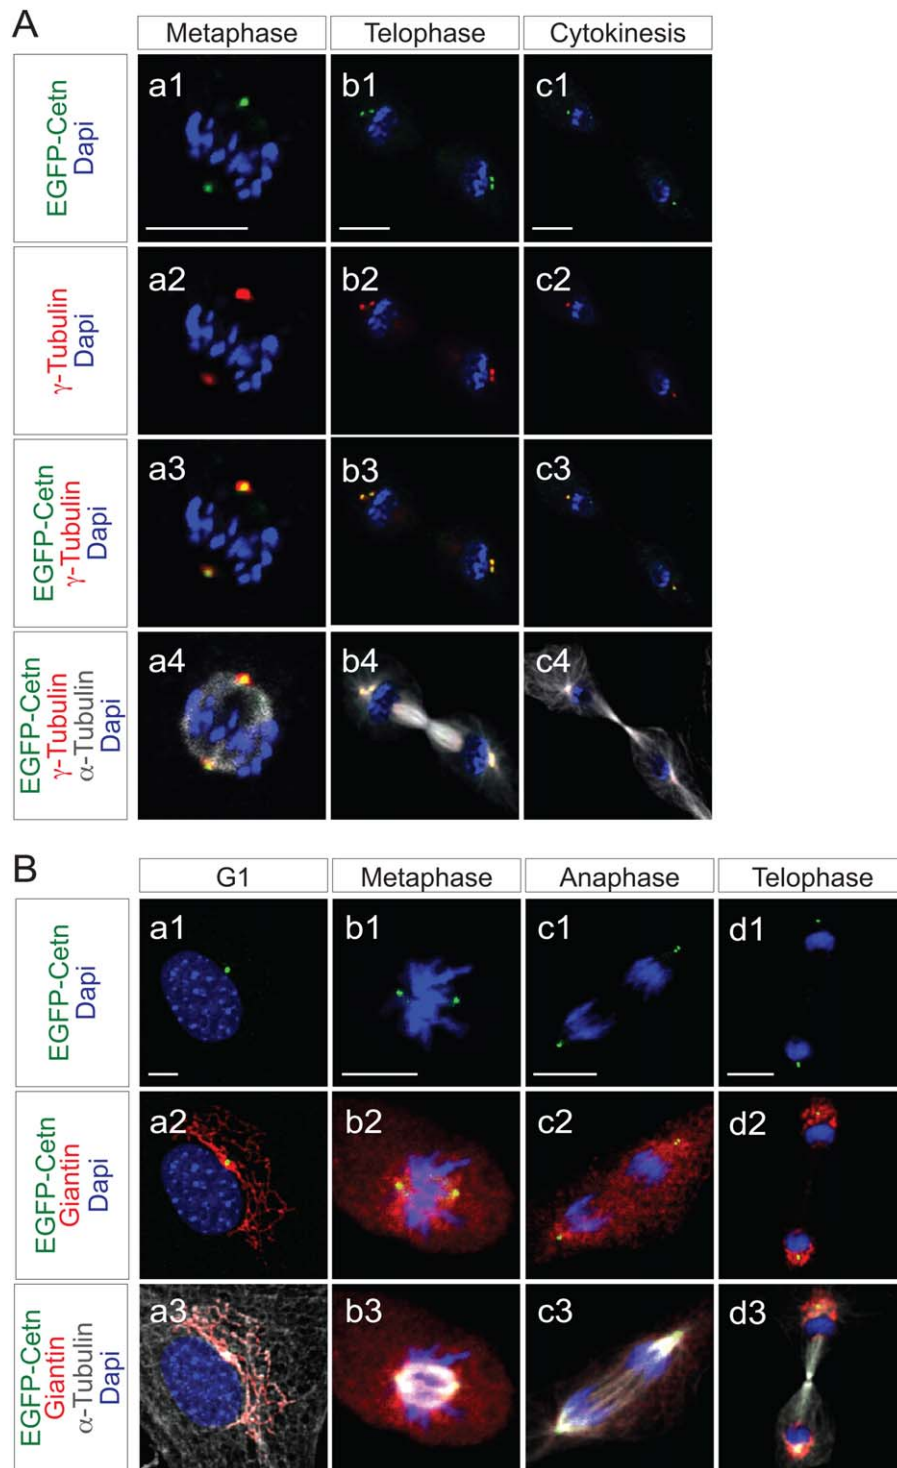 A
Metaphase
Telophase
Cytokinesis
EGFP-Cetn
Dapi
a1
b1
c1
γ-Tubulin
Dapi
a2
b2
c2
EGFP-Cetn
γ-Tubulin
Dapi
a3
b3
c3
EGFP-Cetn
γ-Tubulin
α-Tubulin
Dapi
a4
b4
c4
B
G1
Metaphase
Anaphase
Telophase
EGFP-Cetn
Dapi
a1
b1
c1
d1
EGFP-Cetn
Giantin
Dapi
a2
b2
c2
d2
EGFP-Cetn
Giantin
α-Tubulin
Dapi
a3
b3
c3
d3